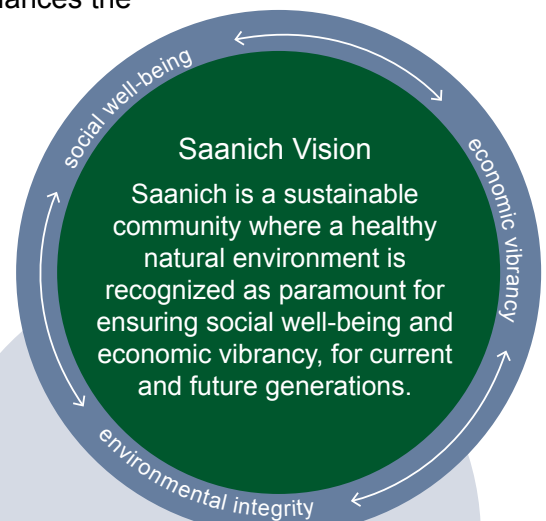 the
social well-being
economic vibrancy
Saanich Vision
Saanich is a sustainable
community where a healthy
natural environment is
recognized as paramount for
ensuring social well-being and
economic vibrancy, for current
and future generations.
environmental integrity